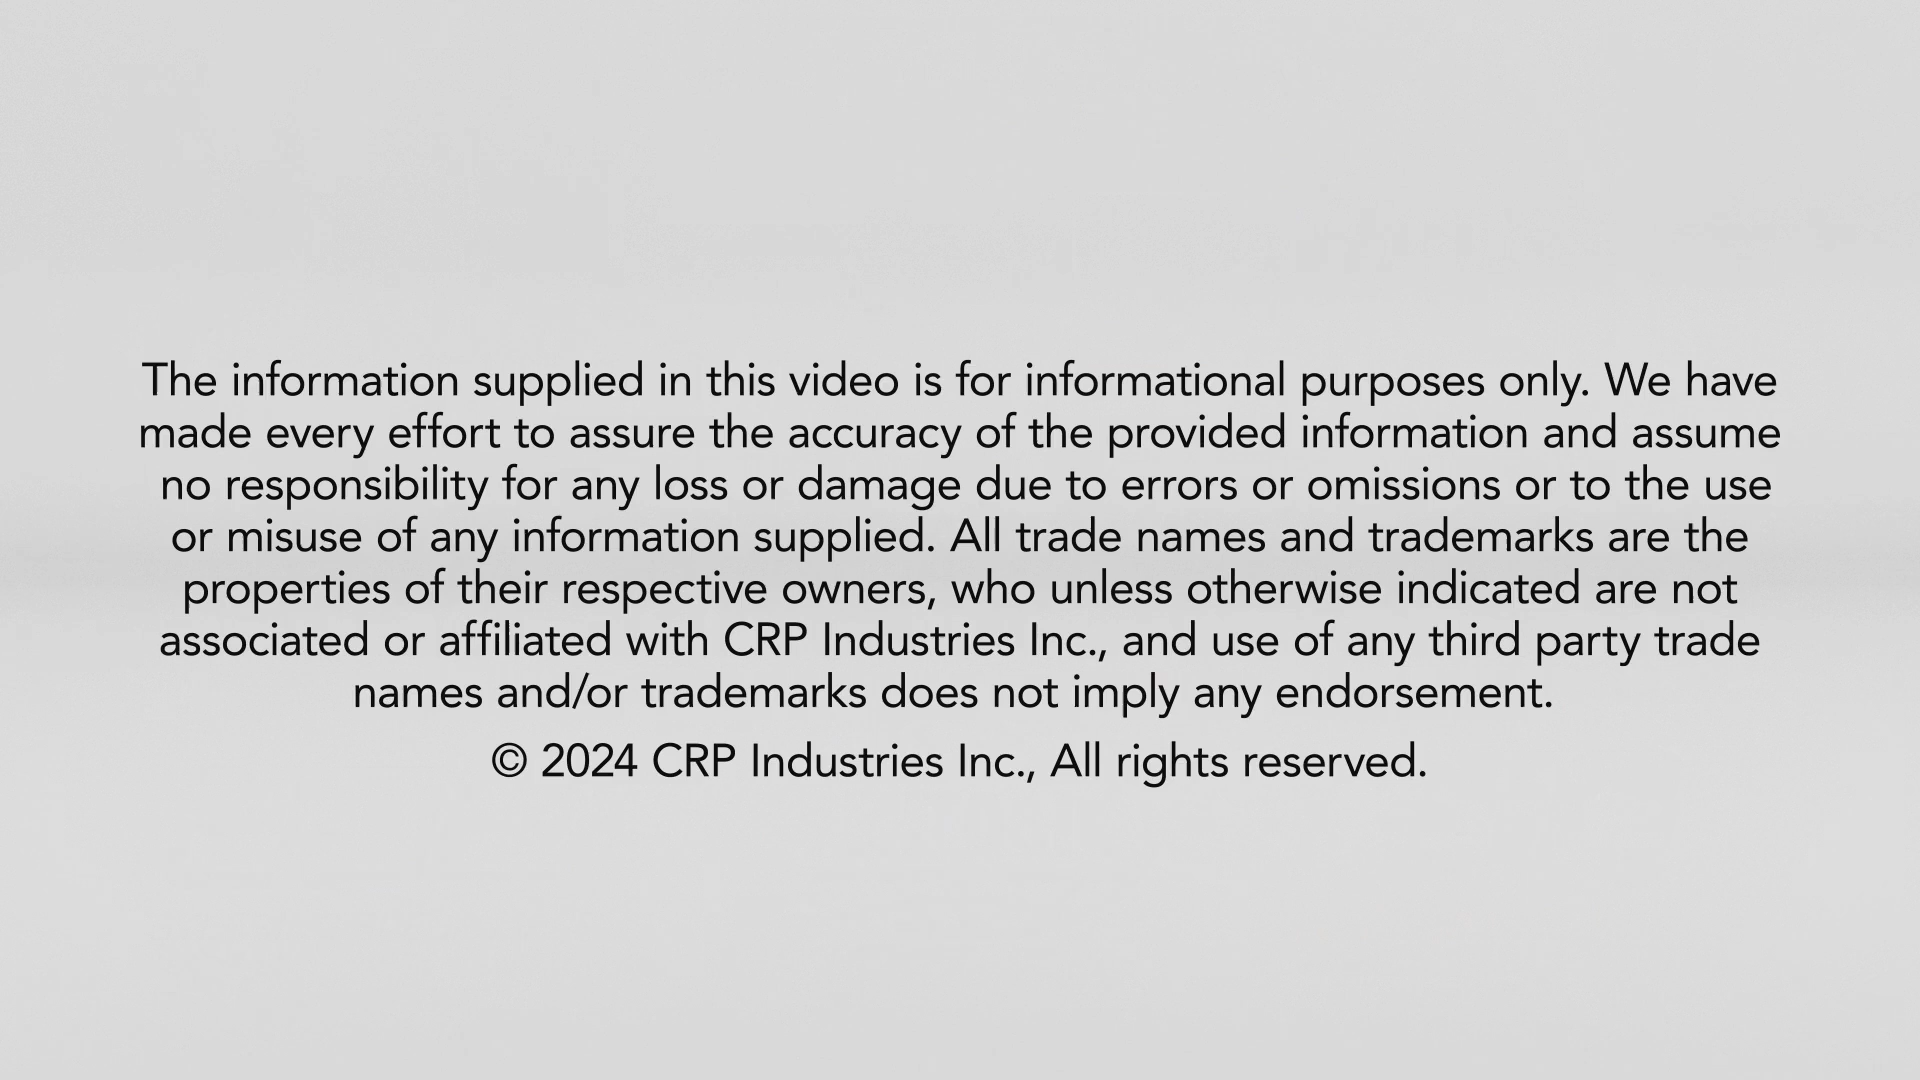 The information supplied in this video is for informational purposes only. We have
made every effort to assure the accuracy of the provided information and assume
no responsibility for any loss or damage due to errors or omissions or to the use
or misuse of any information supplied. All trade names and trademarks are the
properties of their respective owners, who unless otherwise indicated are not
associated or affiliated with CRP Industries Inc., and use of any third party trade
names and/or trademarks does not imply any endorsement.
© 2024 CRP Industries Inc., All rights reserved.